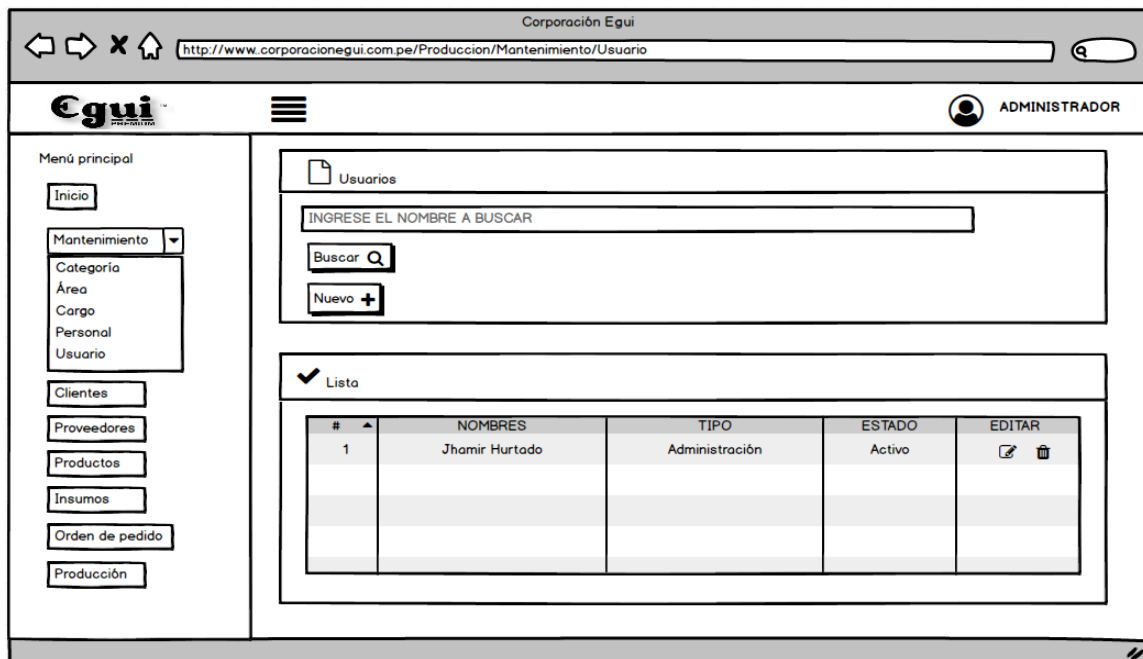 Corporación Egui
http://www.corporacionegui.com.pe/Produccion/Mantenimiento/Usuario
Egui
PREMIUM
ADMINISTRADOR
Menú principal
Inicio
Mantenimiento
Categoría
Área
Cargo
Personal
Usuario
Clientes
Proveedores
Productos
Insumos
Orden de pedido
Producción
Usuarios
INGRESE EL NOMBRE A BUSCAR
Buscar
Nuevo
Lista
# NOMBRES TIPO ESTADO EDITAR
1 Jhamir Hurtado Administración Activo